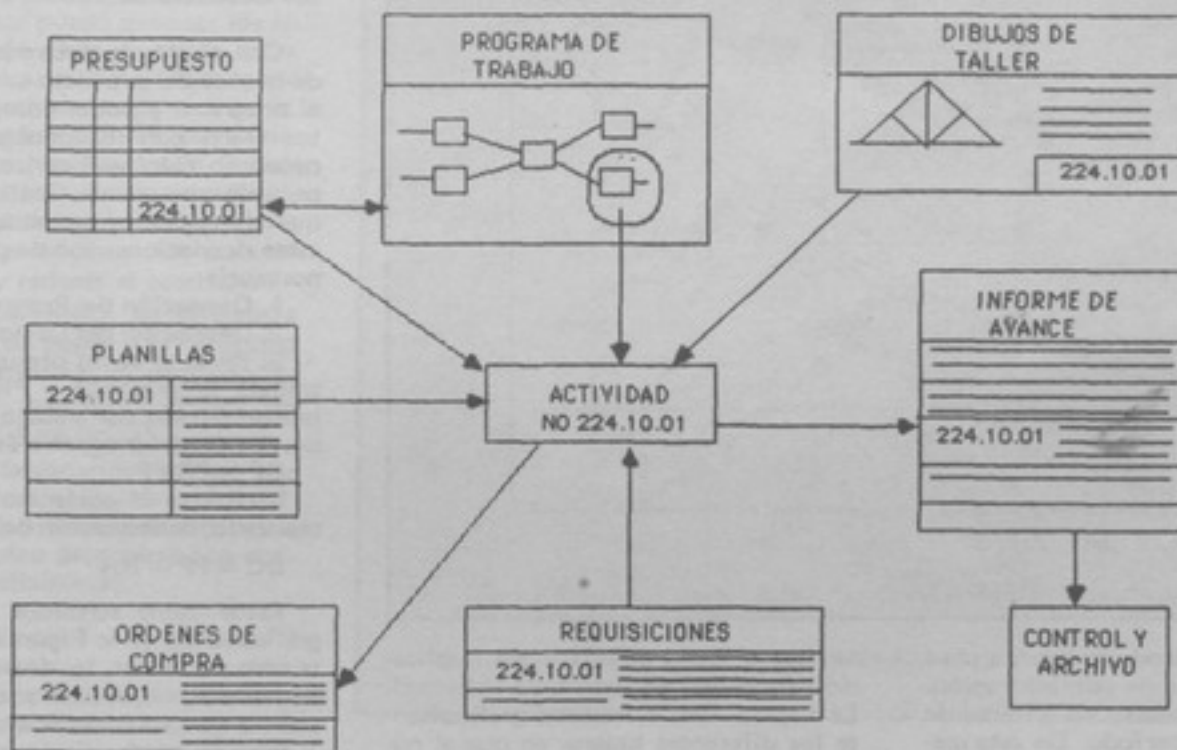 PRESUPUESTO
224.10.01
PROGRAMA DE
TRABAJO
DIBUJOS DE
TALLER
224.10.01
PLANILLAS
224.10.01
ACTIVIDAD
NO 224.10.01
INFORME DE
AVANCE
224.10.01
ORDENES DE
COMPRA
224.10.01
REQUISICIONES
224.10.01
CONTROL Y
ARCHIVO